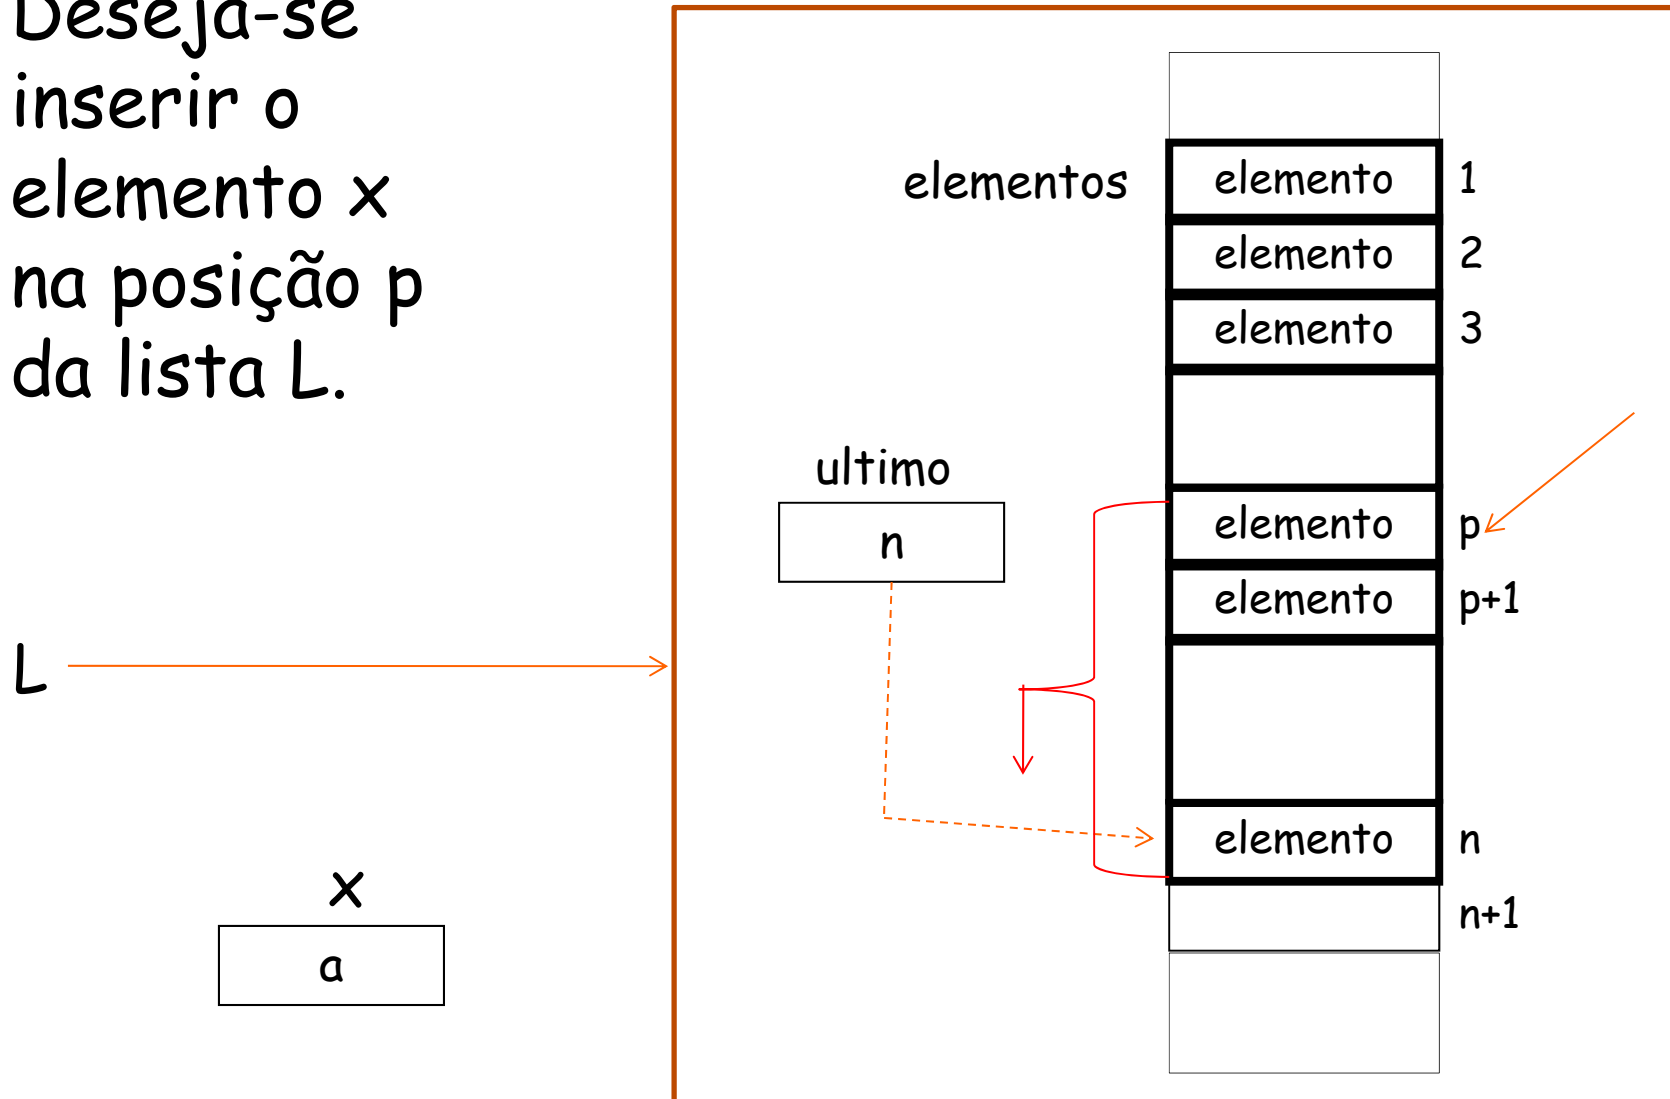 Deseja-se
inserir o
elemento x
na posição p
da lista L.
elementos
elemento 1
elemento 2
elemento 3
ultimo
n
elemento p
elemento p+1
L
elemento n
n+1
x
a